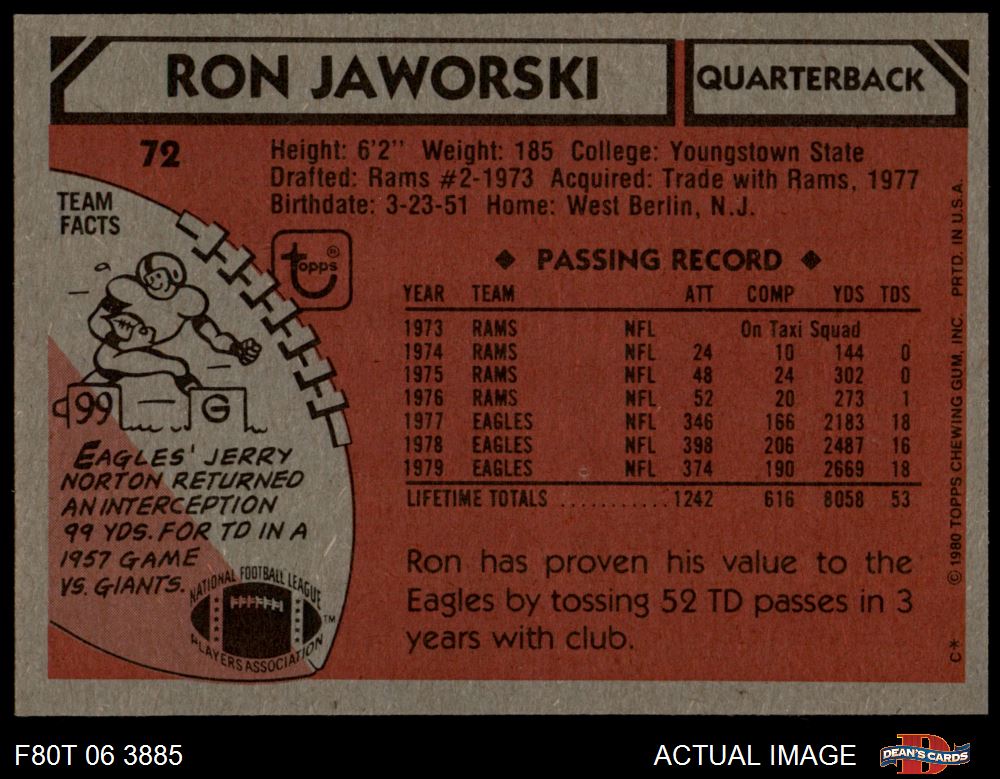 RON JAWORSKI
QUARTERBACK
72
Height: 6'2" Weight: 185 College: Youngstown State
Drafted: Rams #2-1973 Acquired: Trade with Rams, 1977
Birthdate: 3-23-51 Home: West Berlin, N.J.
TEAM
FACTS
topps®
◆ PASSING RECORD ◆
YEAR TEAM ATT COMP YDS TDS
1973 RAMS NFL On Taxi Squad
1974 RAMS NFL 24 10 144 0
1975 RAMS NFL 48 24 302 0
1976 RAMS NFL 52 20 273 1
1977 EAGLES NFL 346 166 2183 18
1978 EAGLES NFL 398 206 2487 16
1979 EAGLES NFL 374 190 2669 18
LIFETIME TOTALS ............ 1242 616 8058 53
99 G
EAGLES' JERRY
NORTON RETURNED
AN INTERCEPTION
99 YDS. FOR TD IN A
1957 GAME
VS. GIANTS.
NATIONAL FOOTBALL LEAGUE
PLAYERS ASSOCIATION
TM
Ron has proven his value to the
Eagles by tossing 52 TD passes in 3
years with club.
C* © 1980 TOPPS CHEWING GUM, INC. PRTD. IN U.S.A.
F80T 06 3885
ACTUAL IMAGE
DEAN'S CARDS